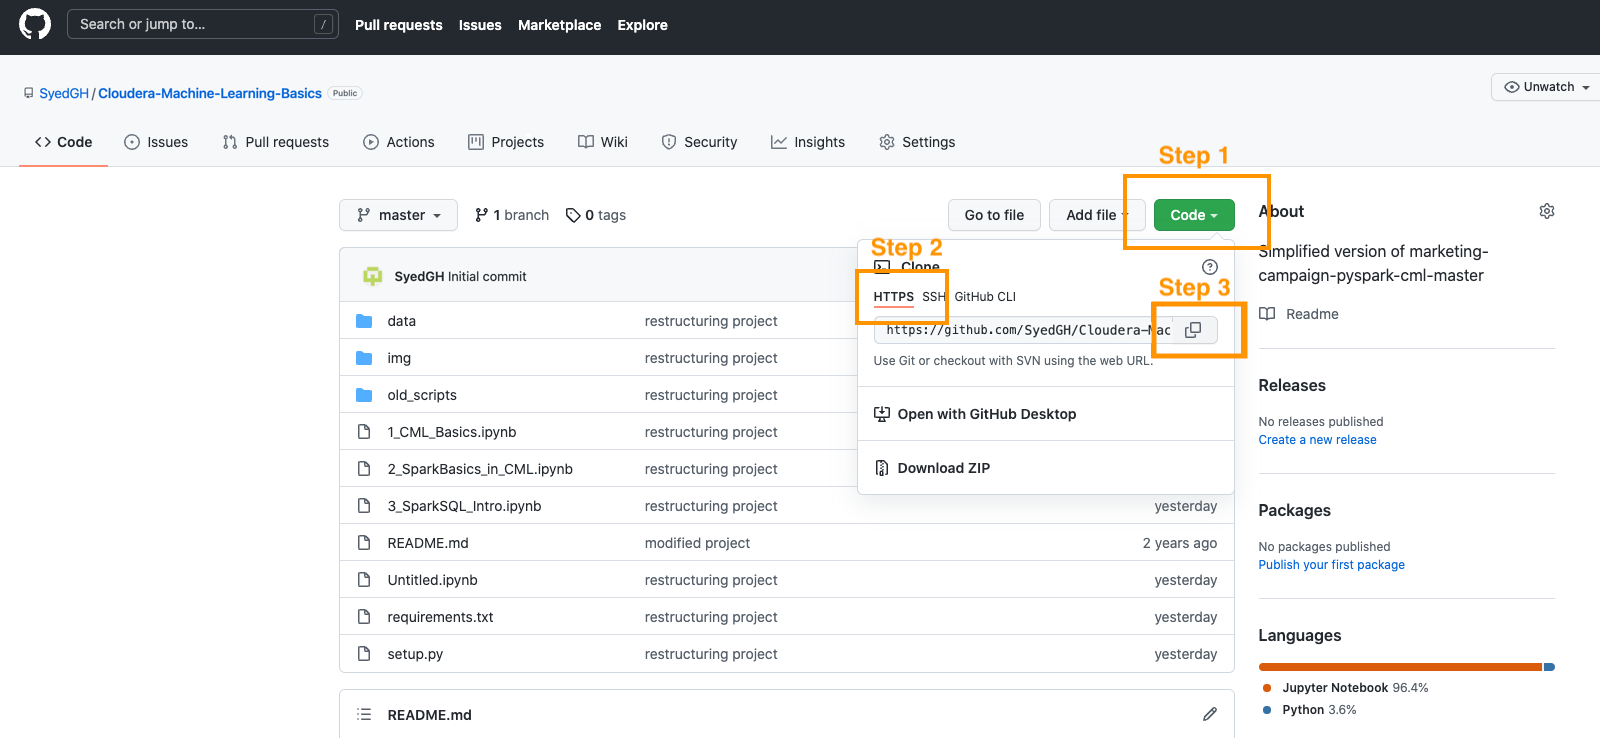 Search or jump to... /
Pull requests Issues Marketplace Explore
SyedGH / Cloudera-Machine-Learning-Basics Public
Unwatch
Code Issues Pull requests Actions Projects Wiki Security Insights Settings
Step 1
master 1 branch 0 tags
Go to file Add file Code
About
Simplified version of marketing-
campaign-pyspark-cml-master
Readme
Releases
No releases published
Create a new release
Packages
No packages published
Publish your first package
Languages
Jupyter Notebook 96.4%
Python 3.6%
Step 2
Clone
HTTPS SSH GitHub CLI
Step 3
https://github.com/SyedGH/Cloudera-Mac
Use Git or checkout with SVN using the web URL.
Open with GitHub Desktop
Download ZIP
SyedGH Initial commit
data restructuring project
img restructuring project
old_scripts restructuring project
1_CML_Basics.ipynb restructuring project
2_SparkBasics_in_CML.ipynb restructuring project
3_SparkSQL_Intro.ipynb restructuring project yesterday
README.md modified project 2 years ago
Untitled.ipynb restructuring project yesterday
requirements.txt restructuring project yesterday
setup.py restructuring project yesterday
README.md